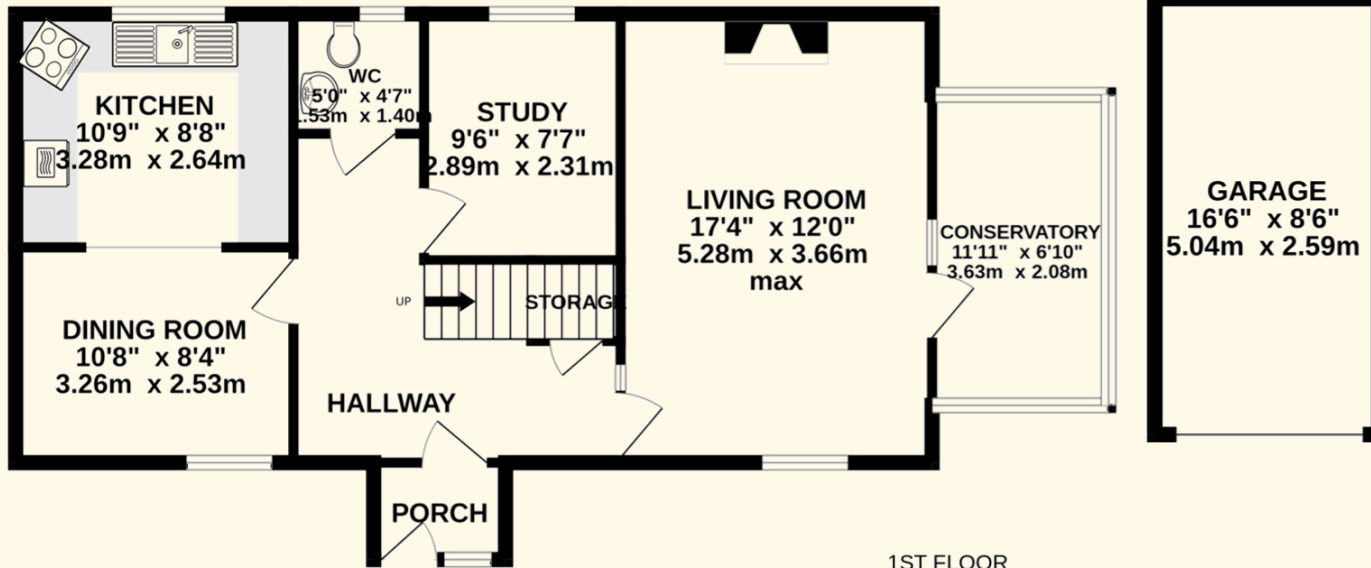 KITCHEN
10'9" x 8'8"
3.28m x 2.64m
WC
5'0" x 4'7"
1.53m x 1.40m
STUDY
9'6" x 7'7"
2.89m x 2.31m
LIVING ROOM
17'4" x 12'0"
5.28m x 3.66m
max
CONSERVATORY
11'11" x 6'10"
3.63m x 2.08m
GARAGE
16'6" x 8'6"
5.04m x 2.59m
UP
STORAGE
DINING ROOM
10'8" x 8'4"
3.26m x 2.53m
HALLWAY
PORCH
1ST FLOOR